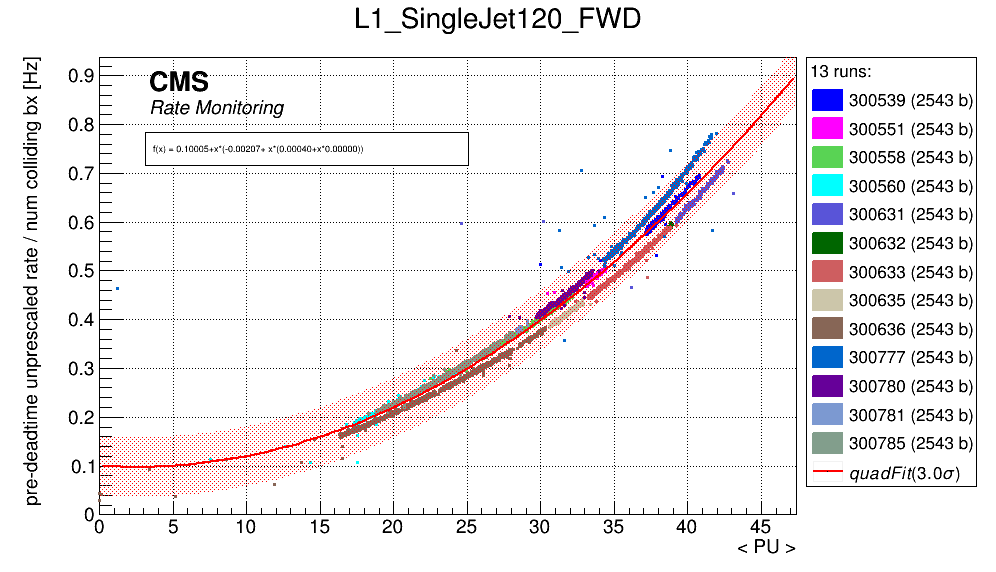 L1_SingleJet120_FWD
pre-deadtime unprescaled rate / num colliding bx [Hz]
CMS
Rate Monitoring
f(x) = 0.10005+x*(-0.00207+ x*(0.00040+x*0.00000))
0.9
0.8
0.7
0.6
0.5
0.4
0.3
0.2
0.1
0
0 5 10 15 20 25 30 35 40 45
< PU >
13 runs:
300539 (2543 b)
300551 (2543 b)
300558 (2543 b)
300560 (2543 b)
300631 (2543 b)
300632 (2543 b)
300633 (2543 b)
300635 (2543 b)
300636 (2543 b)
300777 (2543 b)
300780 (2543 b)
300781 (2543 b)
300785 (2543 b)
quadFit(3.0σ)